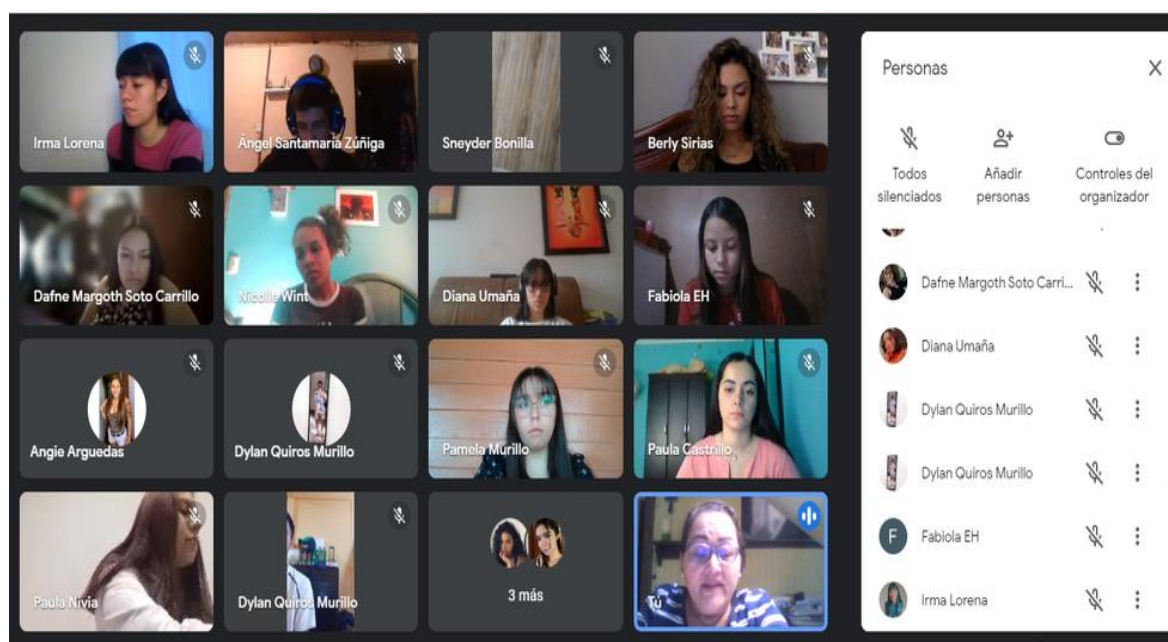 Irma Lorena
Ángel Santamaría Zúñiga
Sneyder Bonilla
Berly Sirias
Dafne Margoth Soto Carrillo
Nicolle Wint
Diana Umaña
Fabiola EH
Angie Arguedas
Dylan Quiros Murillo
Pamela Murillo
Paula Castrillo
Paula Nivia
Dylan Quiros Murillo
3 más
Tú
Personas
Todos silenciados
Añadir personas
Controles del organizador
Dafne Margoth Soto Carri...
Diana Umaña
Dylan Quiros Murillo
Dylan Quiros Murillo
F
Fabiola EH
Irma Lorena